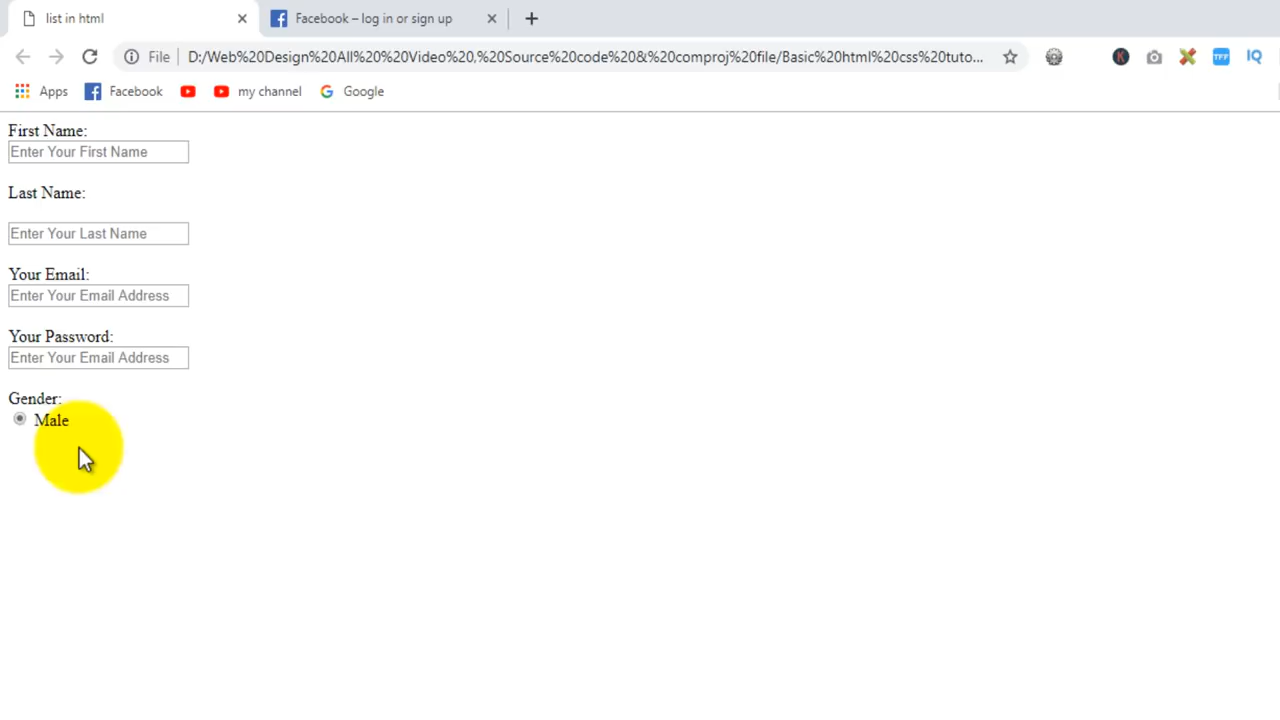 list in html
Facebook – log in or sign up
File D:/Web%20Design%20All%20%20Video%20,%20Source%20code%20&%20comproj%20file/Basic%20html%20css%20tuto...
K TFF IQ
Apps Facebook my channel Google
First Name:
Enter Your First Name
Last Name:
Enter Your Last Name
Your Email:
Enter Your Email Address
Your Password:
Enter Your Email Address
Gender:
Male